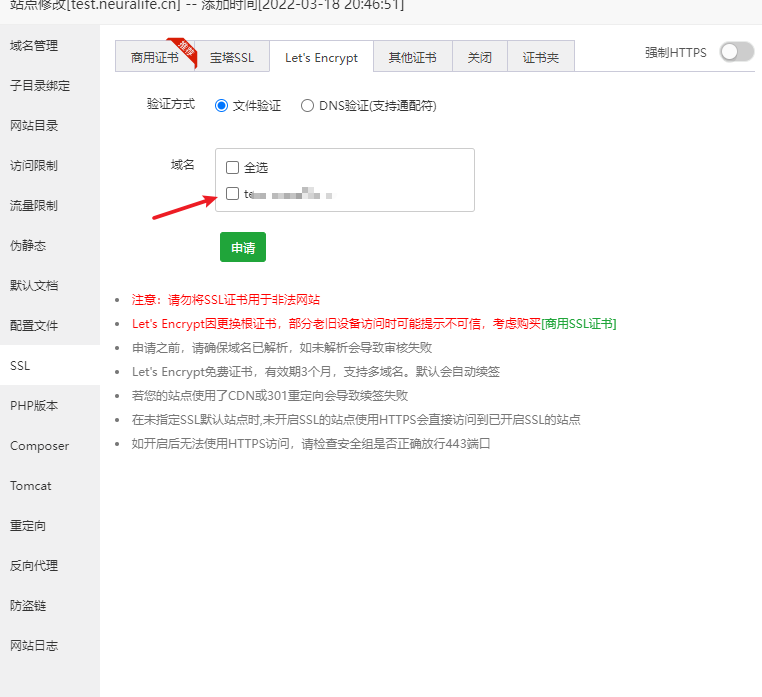 站点修改[test.neuralife.cn] -- 添加时间[2022-03-18 20:46:51]
域名管理
子目录绑定
网站目录
访问限制
流量限制
伪静态
默认文档
配置文件
SSL
PHP版本
Composer
Tomcat
重定向
反向代理
防盗链
网站日志
商用证书 推荐 宝塔SSL Let's Encrypt 其他证书 关闭 证书夹 强制HTTPS
验证方式 文件验证 DNS验证(支持通配符)
域名 全选
te
申请
注意：请勿将SSL证书用于非法网站
Let's Encrypt因更换根证书，部分老旧设备访问时可能提示不可信，考虑购买[商用SSL证书]
申请之前，请确保域名已解析，如未解析会导致审核失败
Let's Encrypt免费证书，有效期3个月，支持多域名。默认会自动续签
若您的站点使用了CDN或301重定向会导致续签失败
在未指定SSL默认站点时,未开启SSL的站点使用HTTPS会直接访问到已开启SSL的站点
如开启后无法使用HTTPS访问，请检查安全组是否正确放行443端口